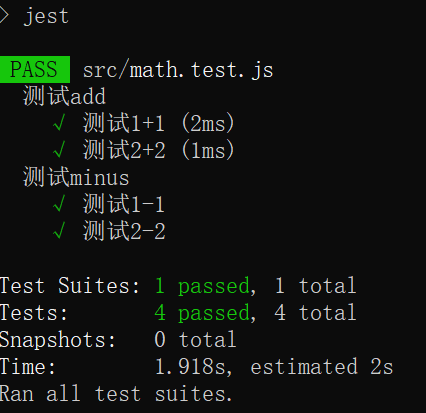 > jest
PASS src/math.test.js
测试add
√ 测试1+1 (2ms)
√ 测试2+2 (1ms)
测试minus
√ 测试1-1
√ 测试2-2
Test Suites: 1 passed, 1 total
Tests: 4 passed, 4 total
Snapshots: 0 total
Time: 1.918s, estimated 2s
Ran all test suites.